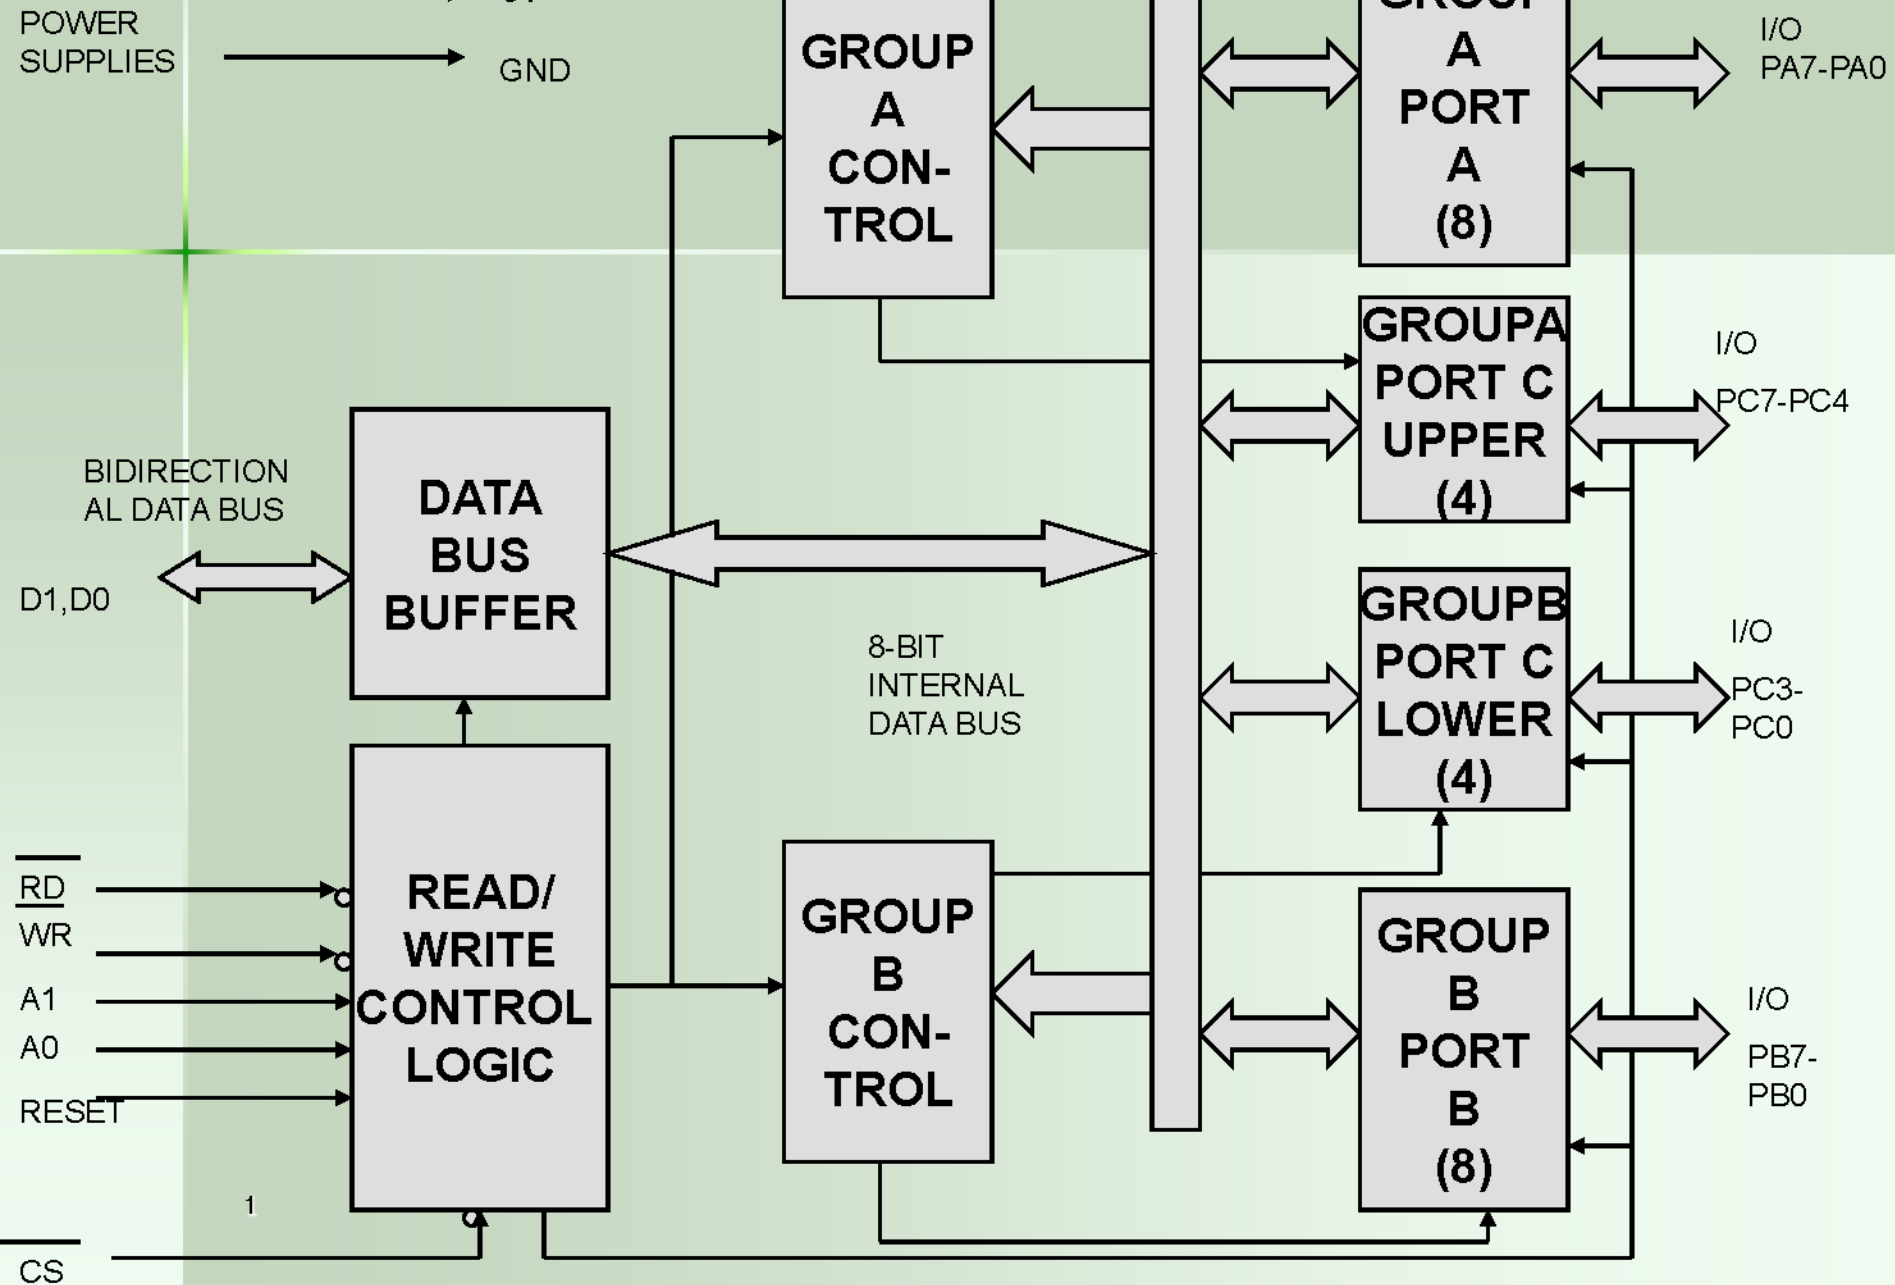 POWER
SUPPLIES
GND
GROUP
A
CON-
TROL
GROUP
A
PORT
A
(8)
I/O
PA7-PA0
GROUPA
PORT C
UPPER
(4)
I/O
PC7-PC4
BIDIRECTION
AL DATA BUS
D1,D0
DATA
BUS
BUFFER
8-BIT
INTERNAL
DATA BUS
GROUPB
PORT C
LOWER
(4)
I/O
PC3-
PC0
RD
WR
A1
A0
RESET
READ/
WRITE
CONTROL
LOGIC
GROUP
B
CON-
TROL
GROUP
B
PORT
B
(8)
I/O
PB7-
PB0
1
CS